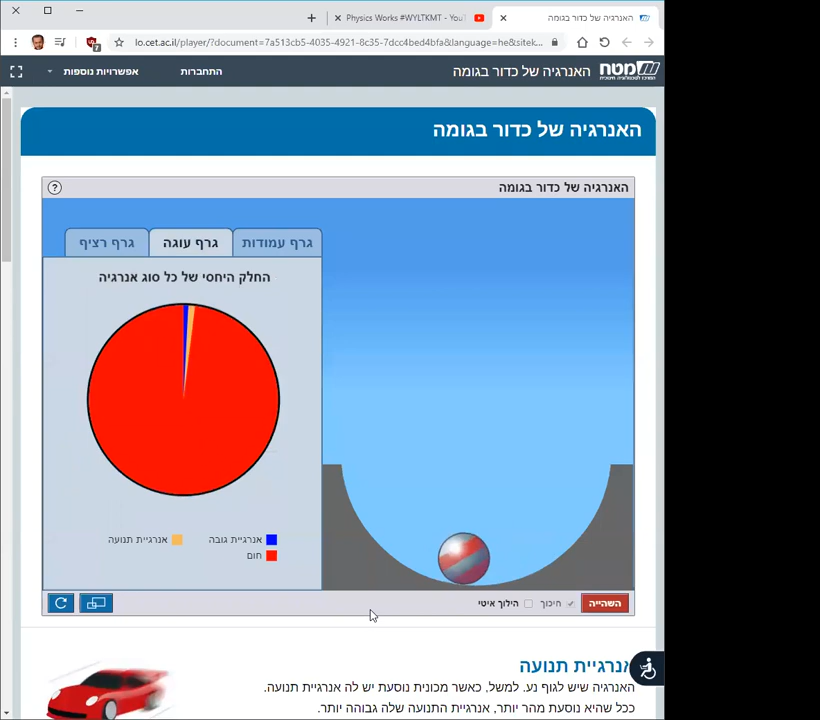 האנרגיה של כדור בגומה
Physics Works #WYLTKMT - You
lo.cet.ac.il/player/?document=7a513cb5-4035-4921-8c35-7dcc4bed4bfa&language=he&sitek...
7
מטח האנרגיה של כדור בגומה
התחברות
אפשרויות נוספות
האנרגיה של כדור בגומה
האנרגיה של כדור בגומה
?
גרף עמודות
גרף עוגה
גרף רציף
החלק היחסי של כל סוג אנרגיה
אנרגיית גובה
אנרגיית תנועה
חום
השהייה
חיכוך
הילוך איטי
אנרגיית תנועה
האנרגיה שיש לגוף נע. למשל, כאשר מכונית נוסעת יש לה אנרגיית תנועה.
ככל שהיא נוסעת מהר יותר, אנרגיית התנועה שלה גבוהה יותר.